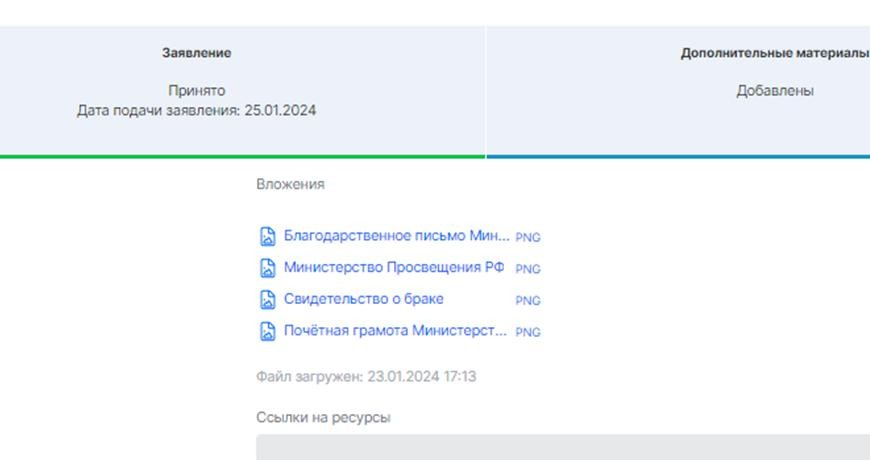 Заявление
Принято
Дата подачи заявления: 25.01.2024
Дополнительные материалы
Добавлены
Вложения
Благодарственное письмо Мин... PNG
Министерство Просвещения РФ PNG
Свидетельство о браке PNG
Почётная грамота Министерст... PNG
Файл загружен: 23.01.2024 17:13
Ссылки на ресурсы